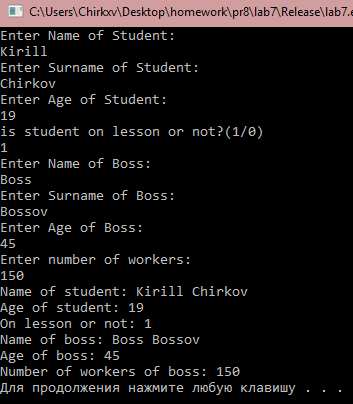 C:\Users\Chirkxv\Desktop\homework\pr8\lab7\Release\lab7.e
Enter Name of Student:
Kirill
Enter Surname of Student:
Chirkov
Enter Age of Student:
19
is student on lesson or not?(1/0)
1
Enter Name of Boss:
Boss
Enter Surname of Boss:
Bossov
Enter Age of Boss:
45
Enter number of workers:
150
Name of student: Kirill Chirkov
Age of student: 19
On lesson or not: 1
Name of boss: Boss Bossov
Age of boss: 45
Number of workers of boss: 150
Для продолжения нажмите любую клавишу . . .